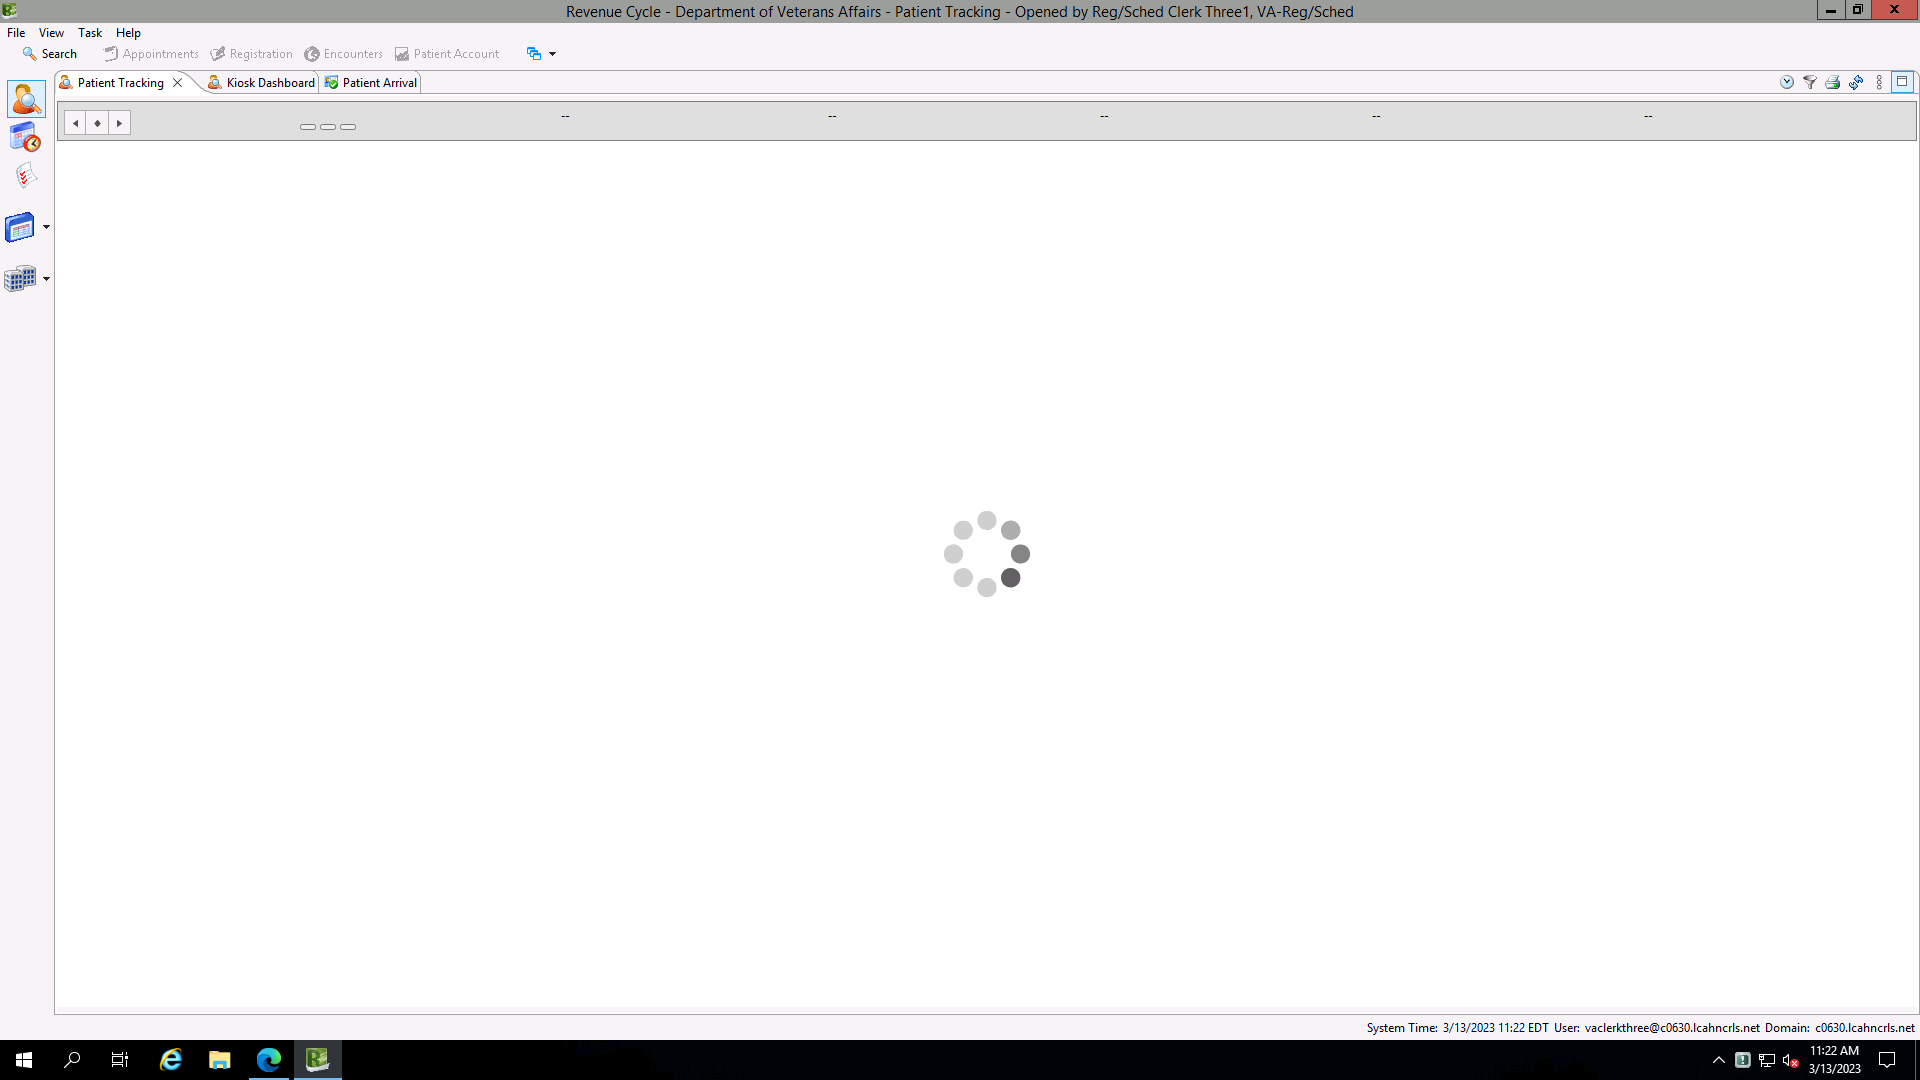 Revenue Cycle - Department of Veterans Affairs - Patient Tracking - Opened by Reg/Sched Clerk Three1, VA-Reg/Sched
File View Task Help
Search Appointments Registration Encounters Patient Account
Patient Tracking Kiosk Dashboard Patient Arrival
-- -- -- -- --
System Time: 3/13/2023 11:22 EDT User: vaclerkthree@c0630.lcahncrls.net Domain: c0630.lcahncrls.net
11:22 AM
3/13/2023